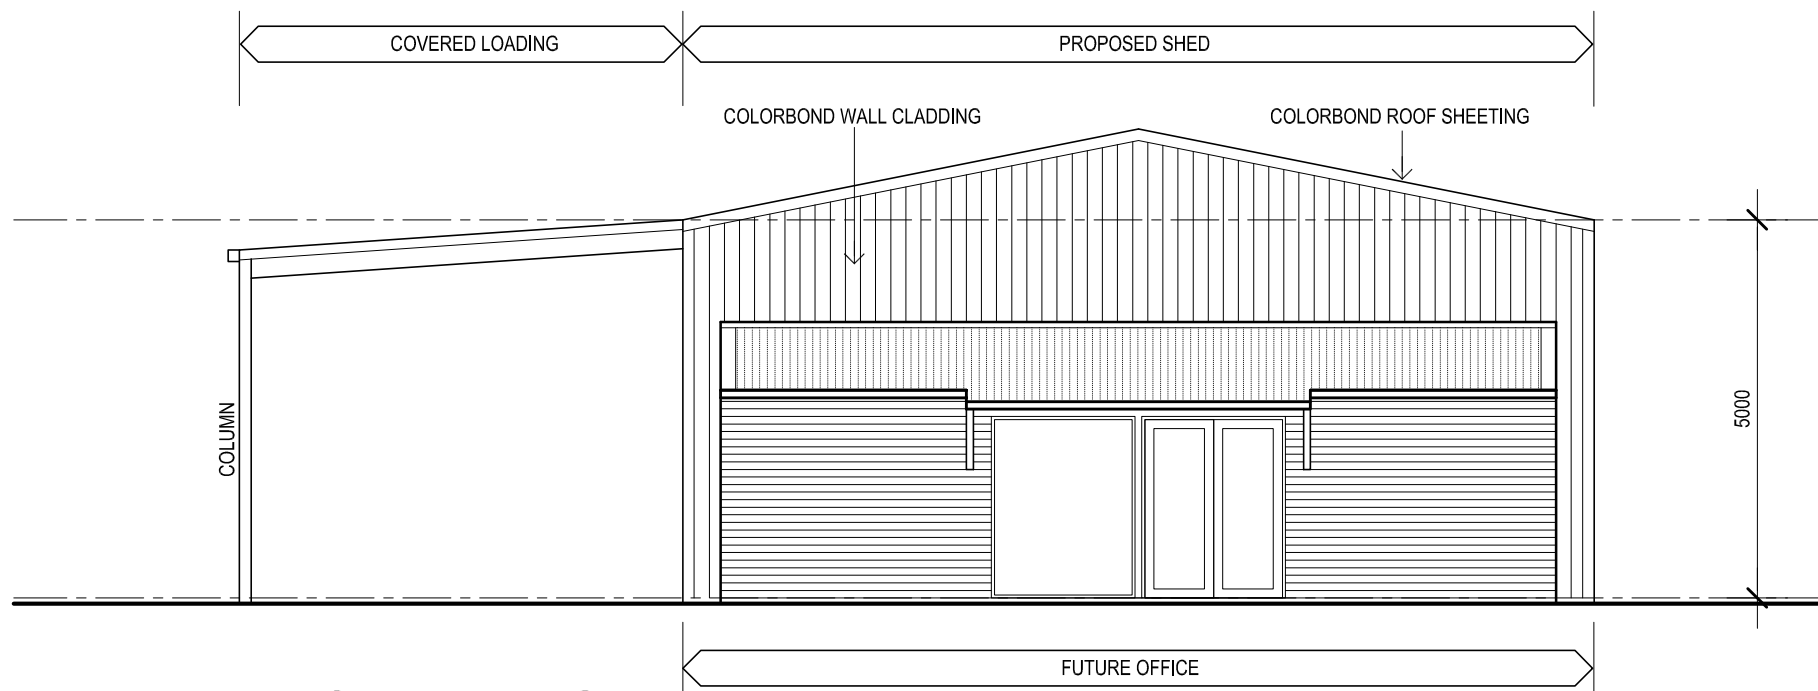 COVERED LOADING
PROPOSED SHED
COLORBOND WALL CLADDING
COLORBOND ROOF SHEETING
COLUMN
5000
FUTURE OFFICE